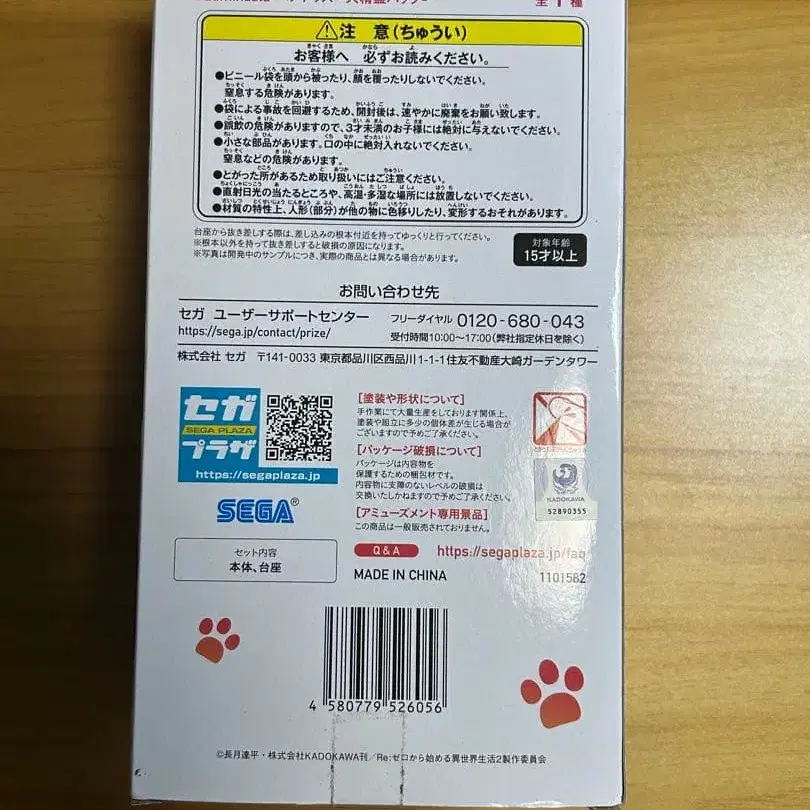 全1種
注 意(ちゅうい)
お客様へ 必ずお読みください。
●ビニール袋を頭から被ったり、顔を覆ったりしないでください。
窒息する危険があります。
●袋による事故を回避するため、開封後は、速やかに廃棄をお願い致します。
●誤飲の危険がありますので、3才未満のお子様には絶対に与えないでください。
●小さな部品があります。口の中に絶対入れないでください。
窒息などの危険があります。
●とがった所があるため取り扱いにはご注意ください。
●直射日光の当たるところや、高温・多湿な場所には放置しないでください。
●材質の特性上、人形(部分)が他の物に色移りしたり、変形するおそれがあります。
台座から抜き差しする際は、差し込みの根本付近を持ってゆっくりと行ってください。
※根本以外を持って抜き差しすると破損の原因になります。
※写真は開発中のサンプルにつき、実際の商品とは異なる場合があります。
対象年齢
15才以上
お問い合わせ先
セガ ユーザーサポートセンター フリーダイヤル 0120-680-043
https://sega.jp/contact/prize/ 受付時間10:00~17:00(弊社指定休日を除く)
株式会社 セガ 〒141-0033 東京都品川区西品川1-1-1住友不動産大崎ガーデンタワー
セガ
SEGA PLAZA
プラザ
https://segaplaza.jp
SEGA®
セット内容
本体、台座
[塗装や形状について]
手作業にて大量生産をしております関係上、
塗装や組立に多少の個体差が生じる場合が
ございますので予めご了承ください。
[パッケージ破損について]
パッケージは内容物を
保護するための梱包材です。
内容物に支障のないレベルの破損は
交換いたしかねますので予めご了承ください。
[アミューズメント専用景品]
この商品は一般販売されておりません。
KADOKAWA
52890355
Q&A https://segaplaza.jp/faq
MADE IN CHINA 1101582
4 580779 526056
©長月達平・株式会社KADOKAWA刊/Re:ゼロから始める異世界生活2製作委員会